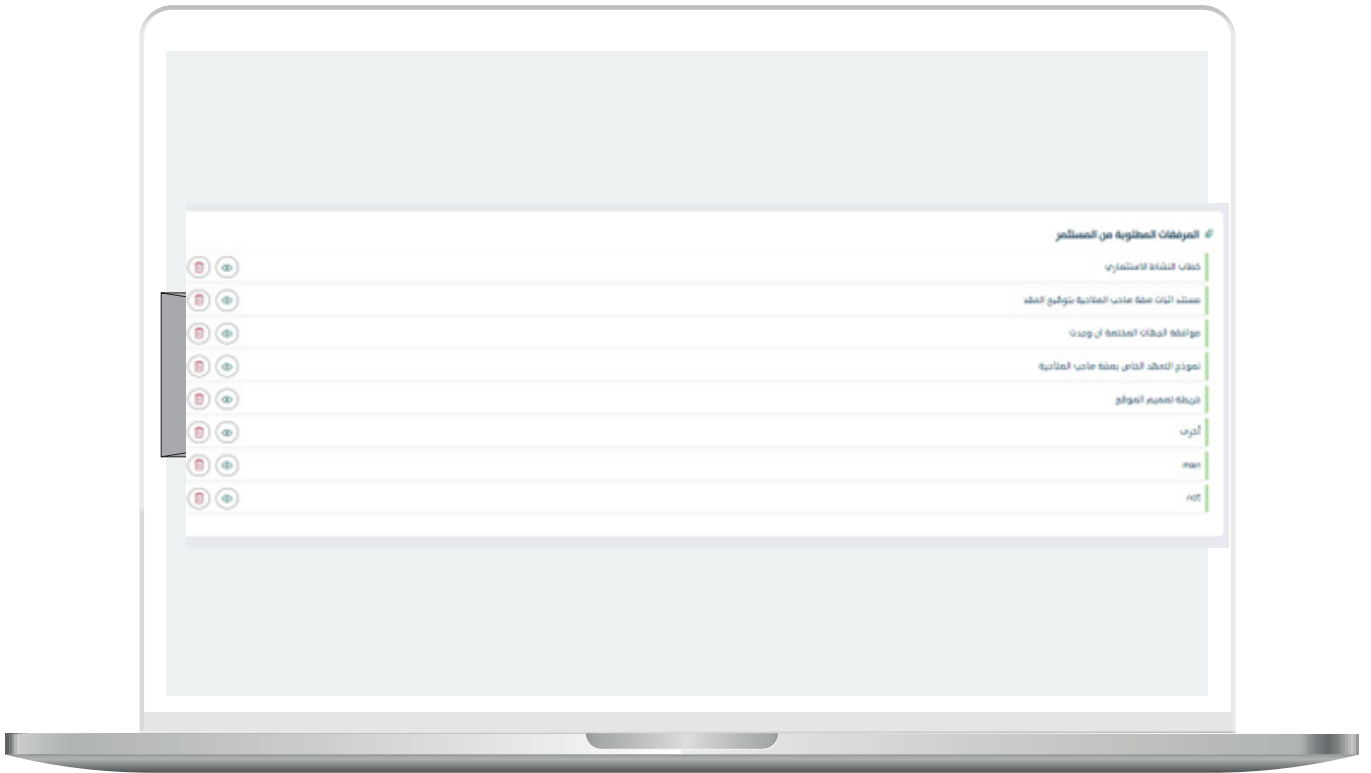 المرفقات المطلوبة من المستثمر
خطاب النشاط الاستثماري
مستند اثبات صفة صاحب الصلاحية بتوقيع العقد
موافقة الجهات المختصة ان وجدت
نموذج التعهد الخاص بصفة صاحب الصلاحية
خريطة تصميم الموقع
أخرى
man
not